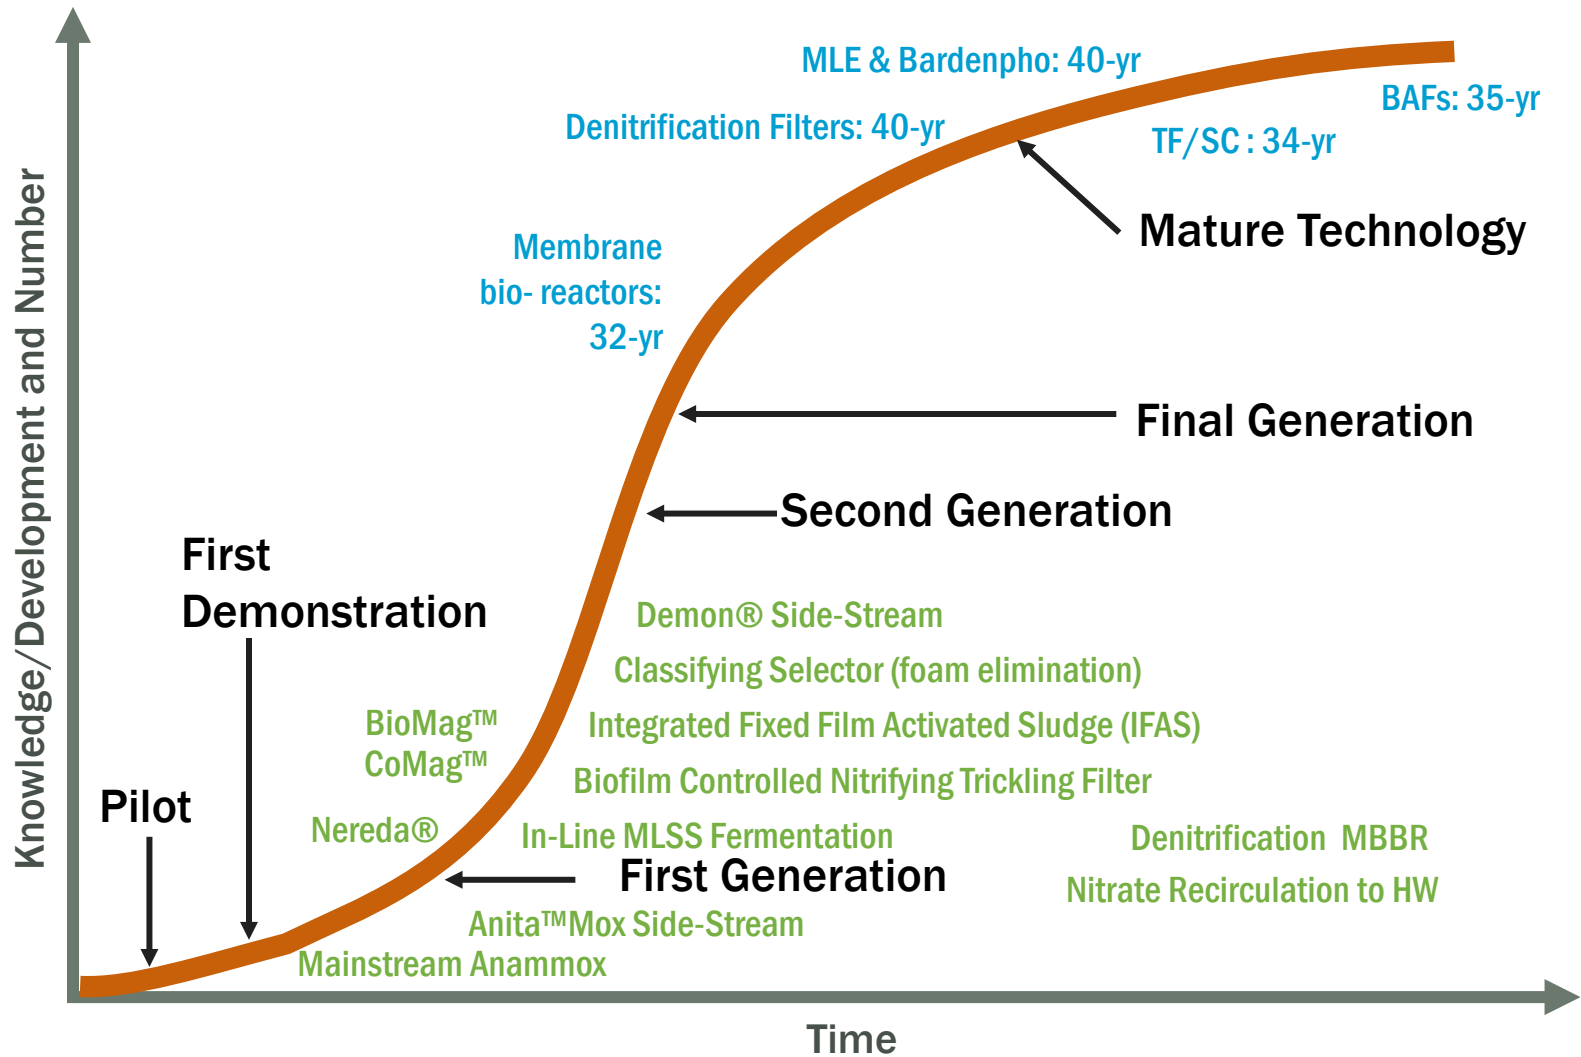 MLE & Bardenpho: 40-yr
BAFs: 35-yr
Denitrification Filters: 40-yr
TF/SC : 34-yr
Mature Technology
Membrane
bio- reactors:
32-yr
Final Generation
Second Generation
First
Demonstration
Demon® Side-Stream
Classifying Selector (foam elimination)
BioMag™
CoMag™
Integrated Fixed Film Activated Sludge (IFAS)
Biofilm Controlled Nitrifying Trickling Filter
Pilot
Nereda®
In-Line MLSS Fermentation
Denitrification  MBBR
First Generation
Nitrate Recirculation to HW
Anita™Mox Side-Stream
Mainstream Anammox
Knowledge/Development and Number
Time